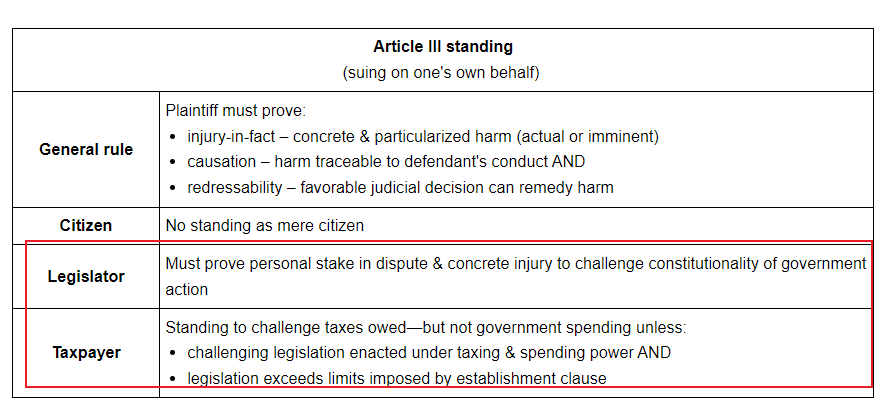 Article III standing
(suing on one's own behalf)
General rule
Plaintiff must prove:
• injury-in-fact – concrete & particularized harm (actual or imminent)
• causation – harm traceable to defendant's conduct AND
• redressability – favorable judicial decision can remedy harm
Citizen
No standing as mere citizen
Legislator
Must prove personal stake in dispute & concrete injury to challenge constitutionality of government
action
Taxpayer
Standing to challenge taxes owed—but not government spending unless:
• challenging legislation enacted under taxing & spending power AND
• legislation exceeds limits imposed by establishment clause